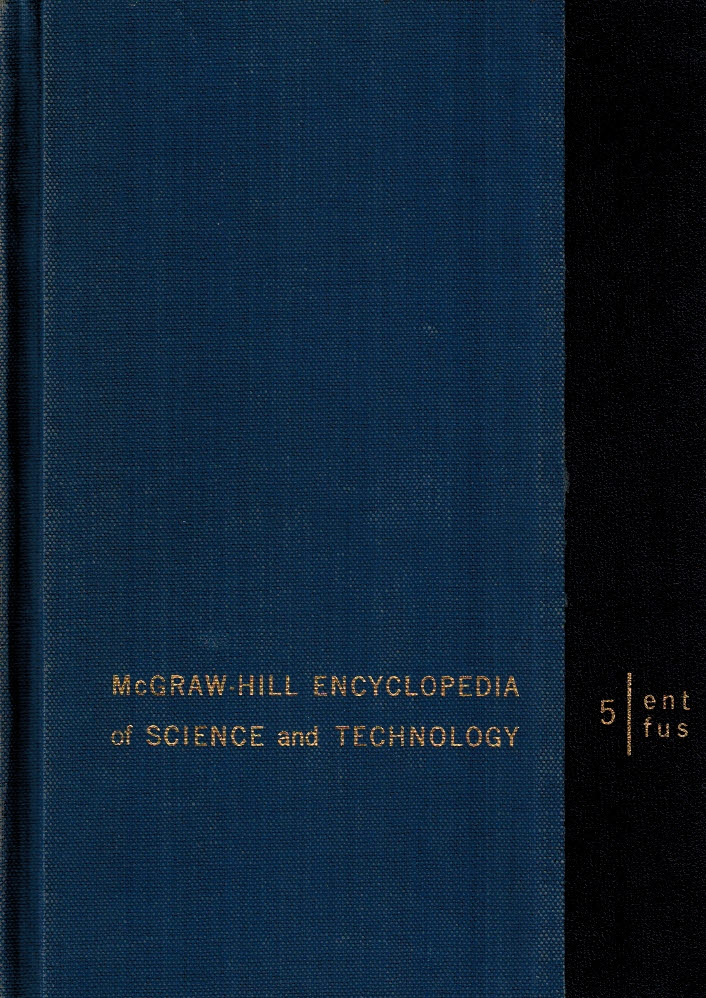 McGRAW-HILL ENCYCLOPEDIA
of SCIENCE and TECHNOLOGY
5
ent
fus